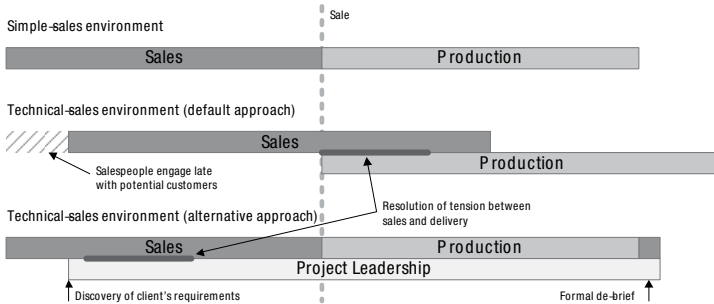 Sale
Simple-sales environment
Sales
Production
Technical-sales environment (default approach)
Sales
Production
Salespeople engage late
with potential customers
Resolution of tension between
sales and delivery
Technical-sales environment (alternative approach)
Sales
Production
Project Leadership
Discovery of client's requirements
Formal de-brief